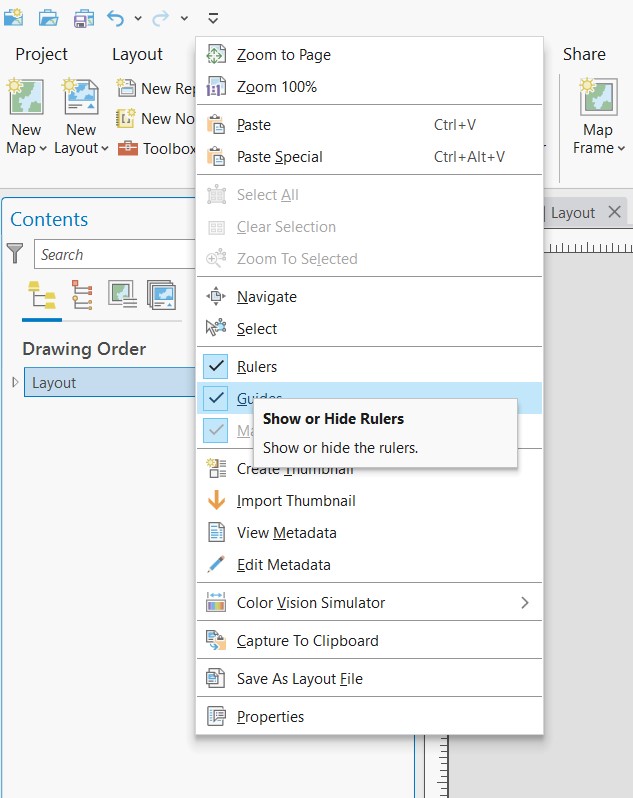 Project
Layout
Share
New Map
New Layout
New Re
New No
Toolbox
Map Frame
Zoom to Page
Zoom 100%
Paste Ctrl+V
Paste Special Ctrl+Alt+V
Select All
Clear Selection
Zoom To Selected
Navigate
Select
Rulers
Guides
Show or Hide Rulers
Show or hide the rulers.
Create Thumbnail
Import Thumbnail
View Metadata
Edit Metadata
Color Vision Simulator
Capture To Clipboard
Save As Layout File
Properties
Contents
Search
Drawing Order
Layout
Layout